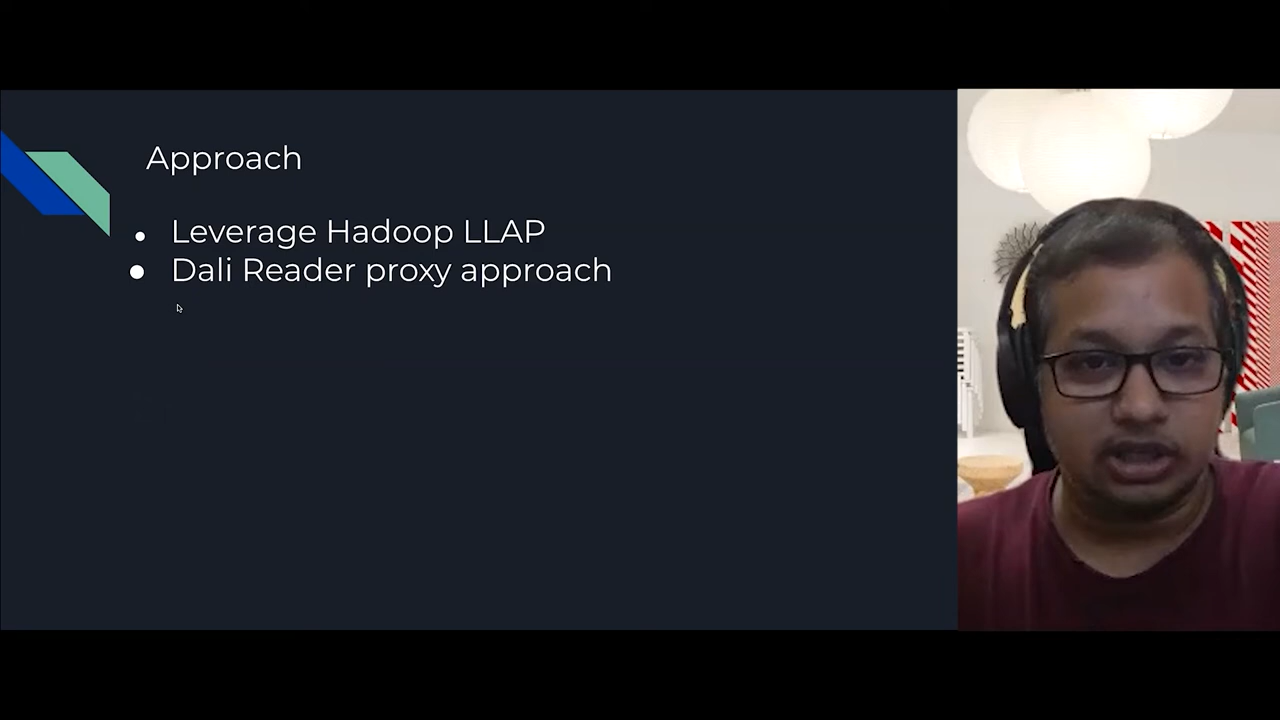 Approach
● Leverage Hadoop LLAP
● Dali Reader proxy approach